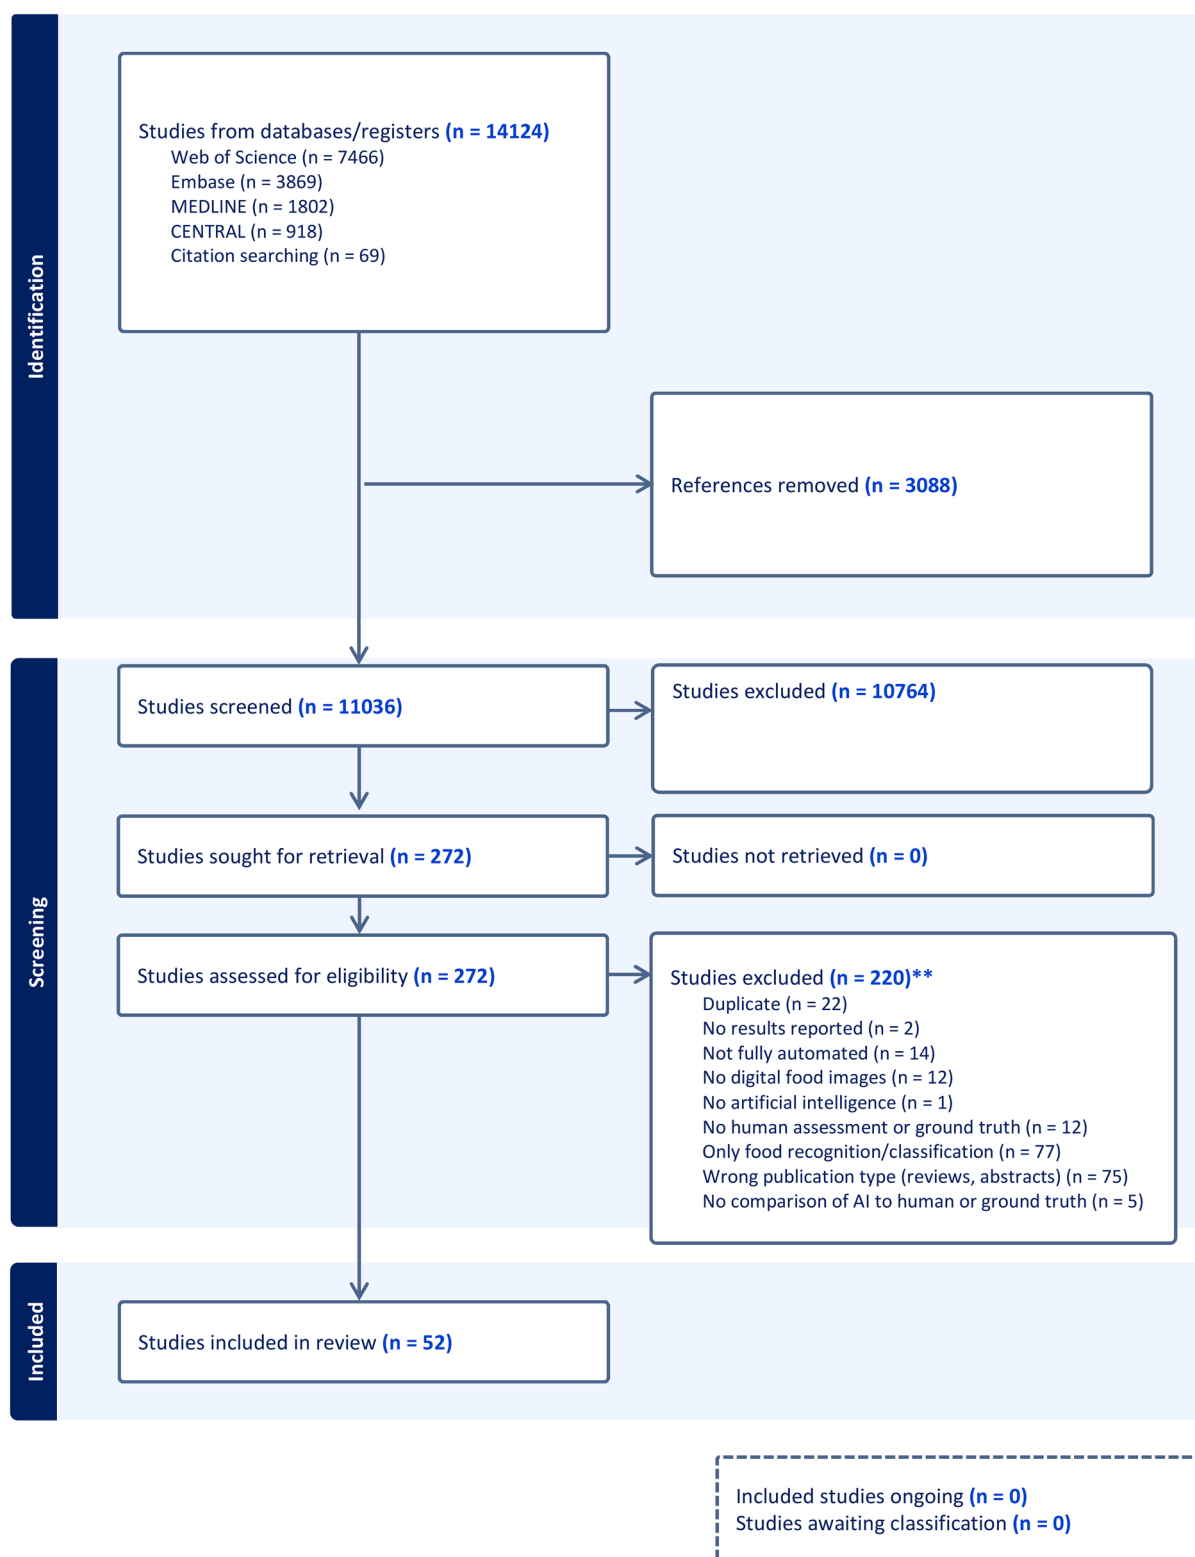 Identification
Studies from databases/registers (n = 14124)
Web of Science (n = 7466)
Embase (n = 3869)
MEDLINE (n = 1802)
CENTRAL (n = 918)
Citation searching (n = 69)
References removed (n = 3088)
Screening
Studies screened (n = 11036)
Studies excluded (n = 10764)
Studies sought for retrieval (n = 272)
Studies not retrieved (n = 0)
Studies assessed for eligibility (n = 272)
Studies excluded (n = 220)**
Duplicate (n = 22)
No results reported (n = 2)
Not fully automated (n = 14)
No digital food images (n = 12)
No artificial intelligence (n = 1)
No human assessment or ground truth (n = 12)
Only food recognition/classification (n = 77)
Wrong publication type (reviews, abstracts) (n = 75)
No comparison of AI to human or ground truth (n = 5)
Included
Studies included in review (n = 52)
Included studies ongoing (n = 0)
Studies awaiting classification (n = 0)